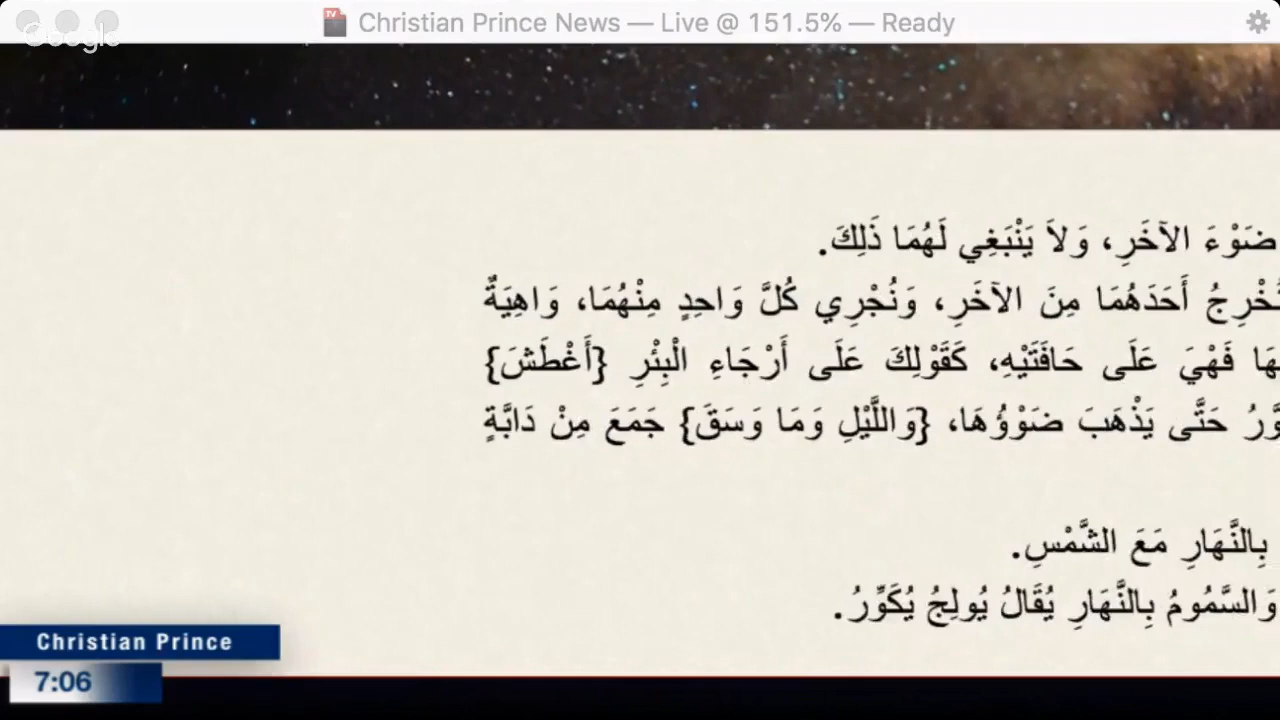 Christian Prince News — Live @ 151.5% — Ready
Google
ضَوْءَ الآخَرِ، وَلاَ يَنْبَغِي لَهُمَا ذَلِكَ.
نُخْرِجُ أَحَدَهُمَا مِنَ الآخَرِ، وَنُجْرِي كُلَّ وَاحِدٍ مِنْهُمَا، وَاهِيَةٌ
فَهْيَ عَلَى حَافَتَيْهِ، كَقَوْلِكَ عَلَى أَرْجَاءِ الْبِئْرِ {أَغْطَشَ}
حَتَّى يَذْهَبَ ضَوْؤُهَا، {وَاللَّيْلِ وَمَا وَسَقَ} جَمَعَ مِنْ دَابَّةٍ
بِالنَّهَارِ مَعَ الشَّمْسِ.
وَالسَّمُومُ بِالنَّهَارِ يُقَالُ يُولِجُ يُكَوِّرُ.
Christian Prince
7:06